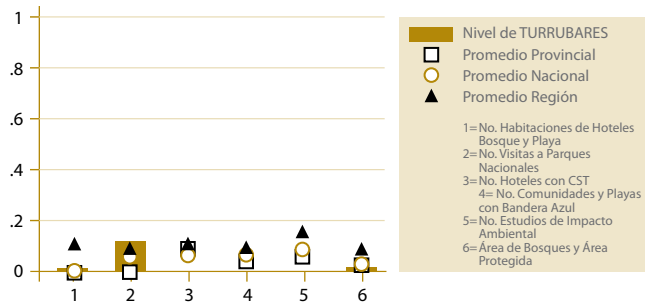 1
.8
.6
.4
.2
0
1 2 3 4 5 6
Nivel de TURRUBARES
Promedio Provincial
Promedio Nacional
Promedio Región
1=No. Habitaciones de Hoteles
Bosque y Playa
2=No. Visitas a Parques
Nacionales
3=No. Hoteles con CST
4= No. Comunidades y Playas
con Bandera Azul
5=No. Estudios de Impacto
Ambiental
6=Área de Bosques y Área
Protegida